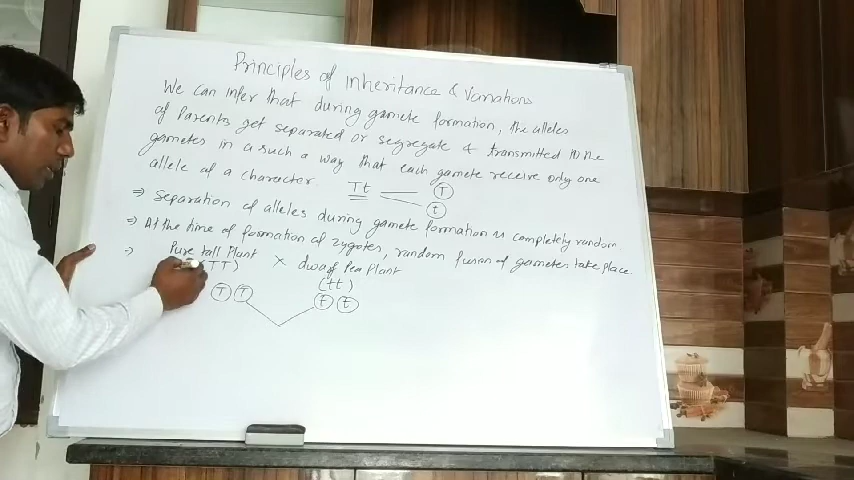 Principles of inheritance & Variations
We can infer that during gamete formation, the alleles
of Parents get separated or segregate & transmitted to the
gametes in a such a way that each gamete receive only one
allele of a character.
Tt T
t
⇒ Separation of alleles during gamete formation is completely random
⇒ At the time of formation of zygotes, random fusion of gametes take place
⇒ Pure tall Plant × dwarf Pea Plant
(TT) (tt)
T T t t